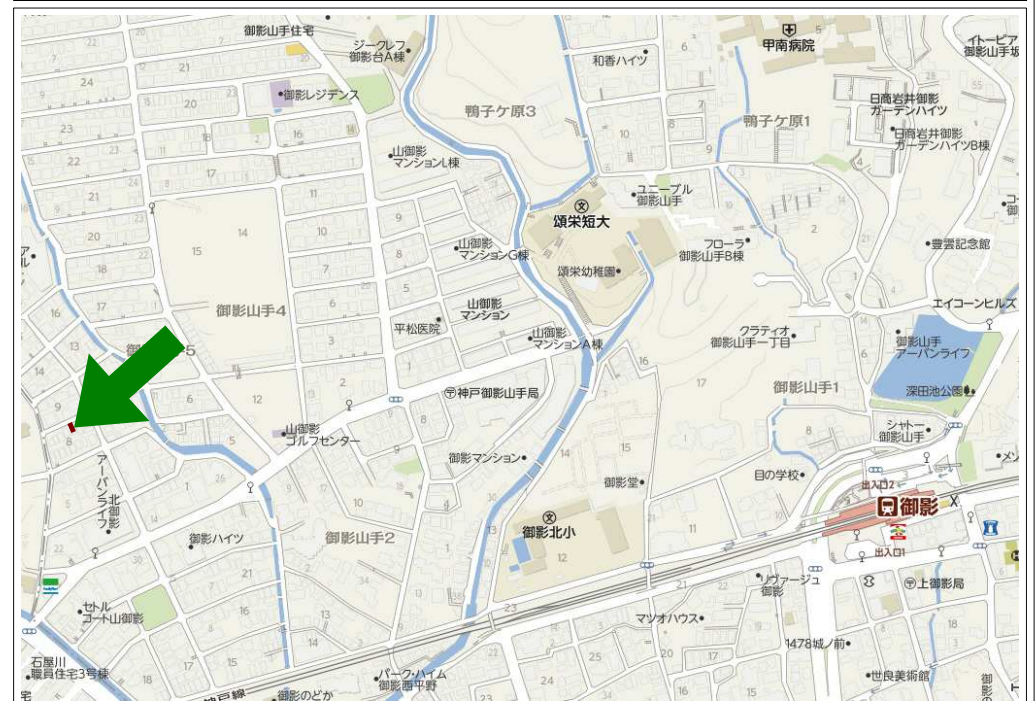 御影山手住宅
ジークレフ
御影台A棟
和香ハイツ
甲南病院
イトーピア
御影山手坂
御影レジデンス
鴨子ケ原3
鴨子ケ原1
日商岩井御影
ガーデンハイツ
日商岩井御影
ガーデンハイツB棟
山御影
マンションL棟
ユニーブル
御影山手
頌栄短大
フローラ
御影山手B棟
豊雲記念館
山御影
マンションG棟
頌栄幼稚園
御影山手4
山御影
マンション
エイコーンヒルズ
平松医院
山御影
マンションA棟
クラティオ
御影山手一丁目
御影山手
アーバンライフ
御影山手1
深田池公園
〒神戸御影山手局
山御影
ゴルフセンター
シャトー
御影山手
御影マンション
目の学校
出入口2
アーバンライフ
北御影
御影堂
御影
御影北小
御影ハイツ
御影山手2
出入口1
リヴァージュ
御影
〒上御影局
FamilyMart
セトル
コート山御影
マツオハウス
1478城ノ前
石屋川
職員住宅3号棟
パーク・ハイム
御影西平野
世良美術館
神戸線
御影のどか